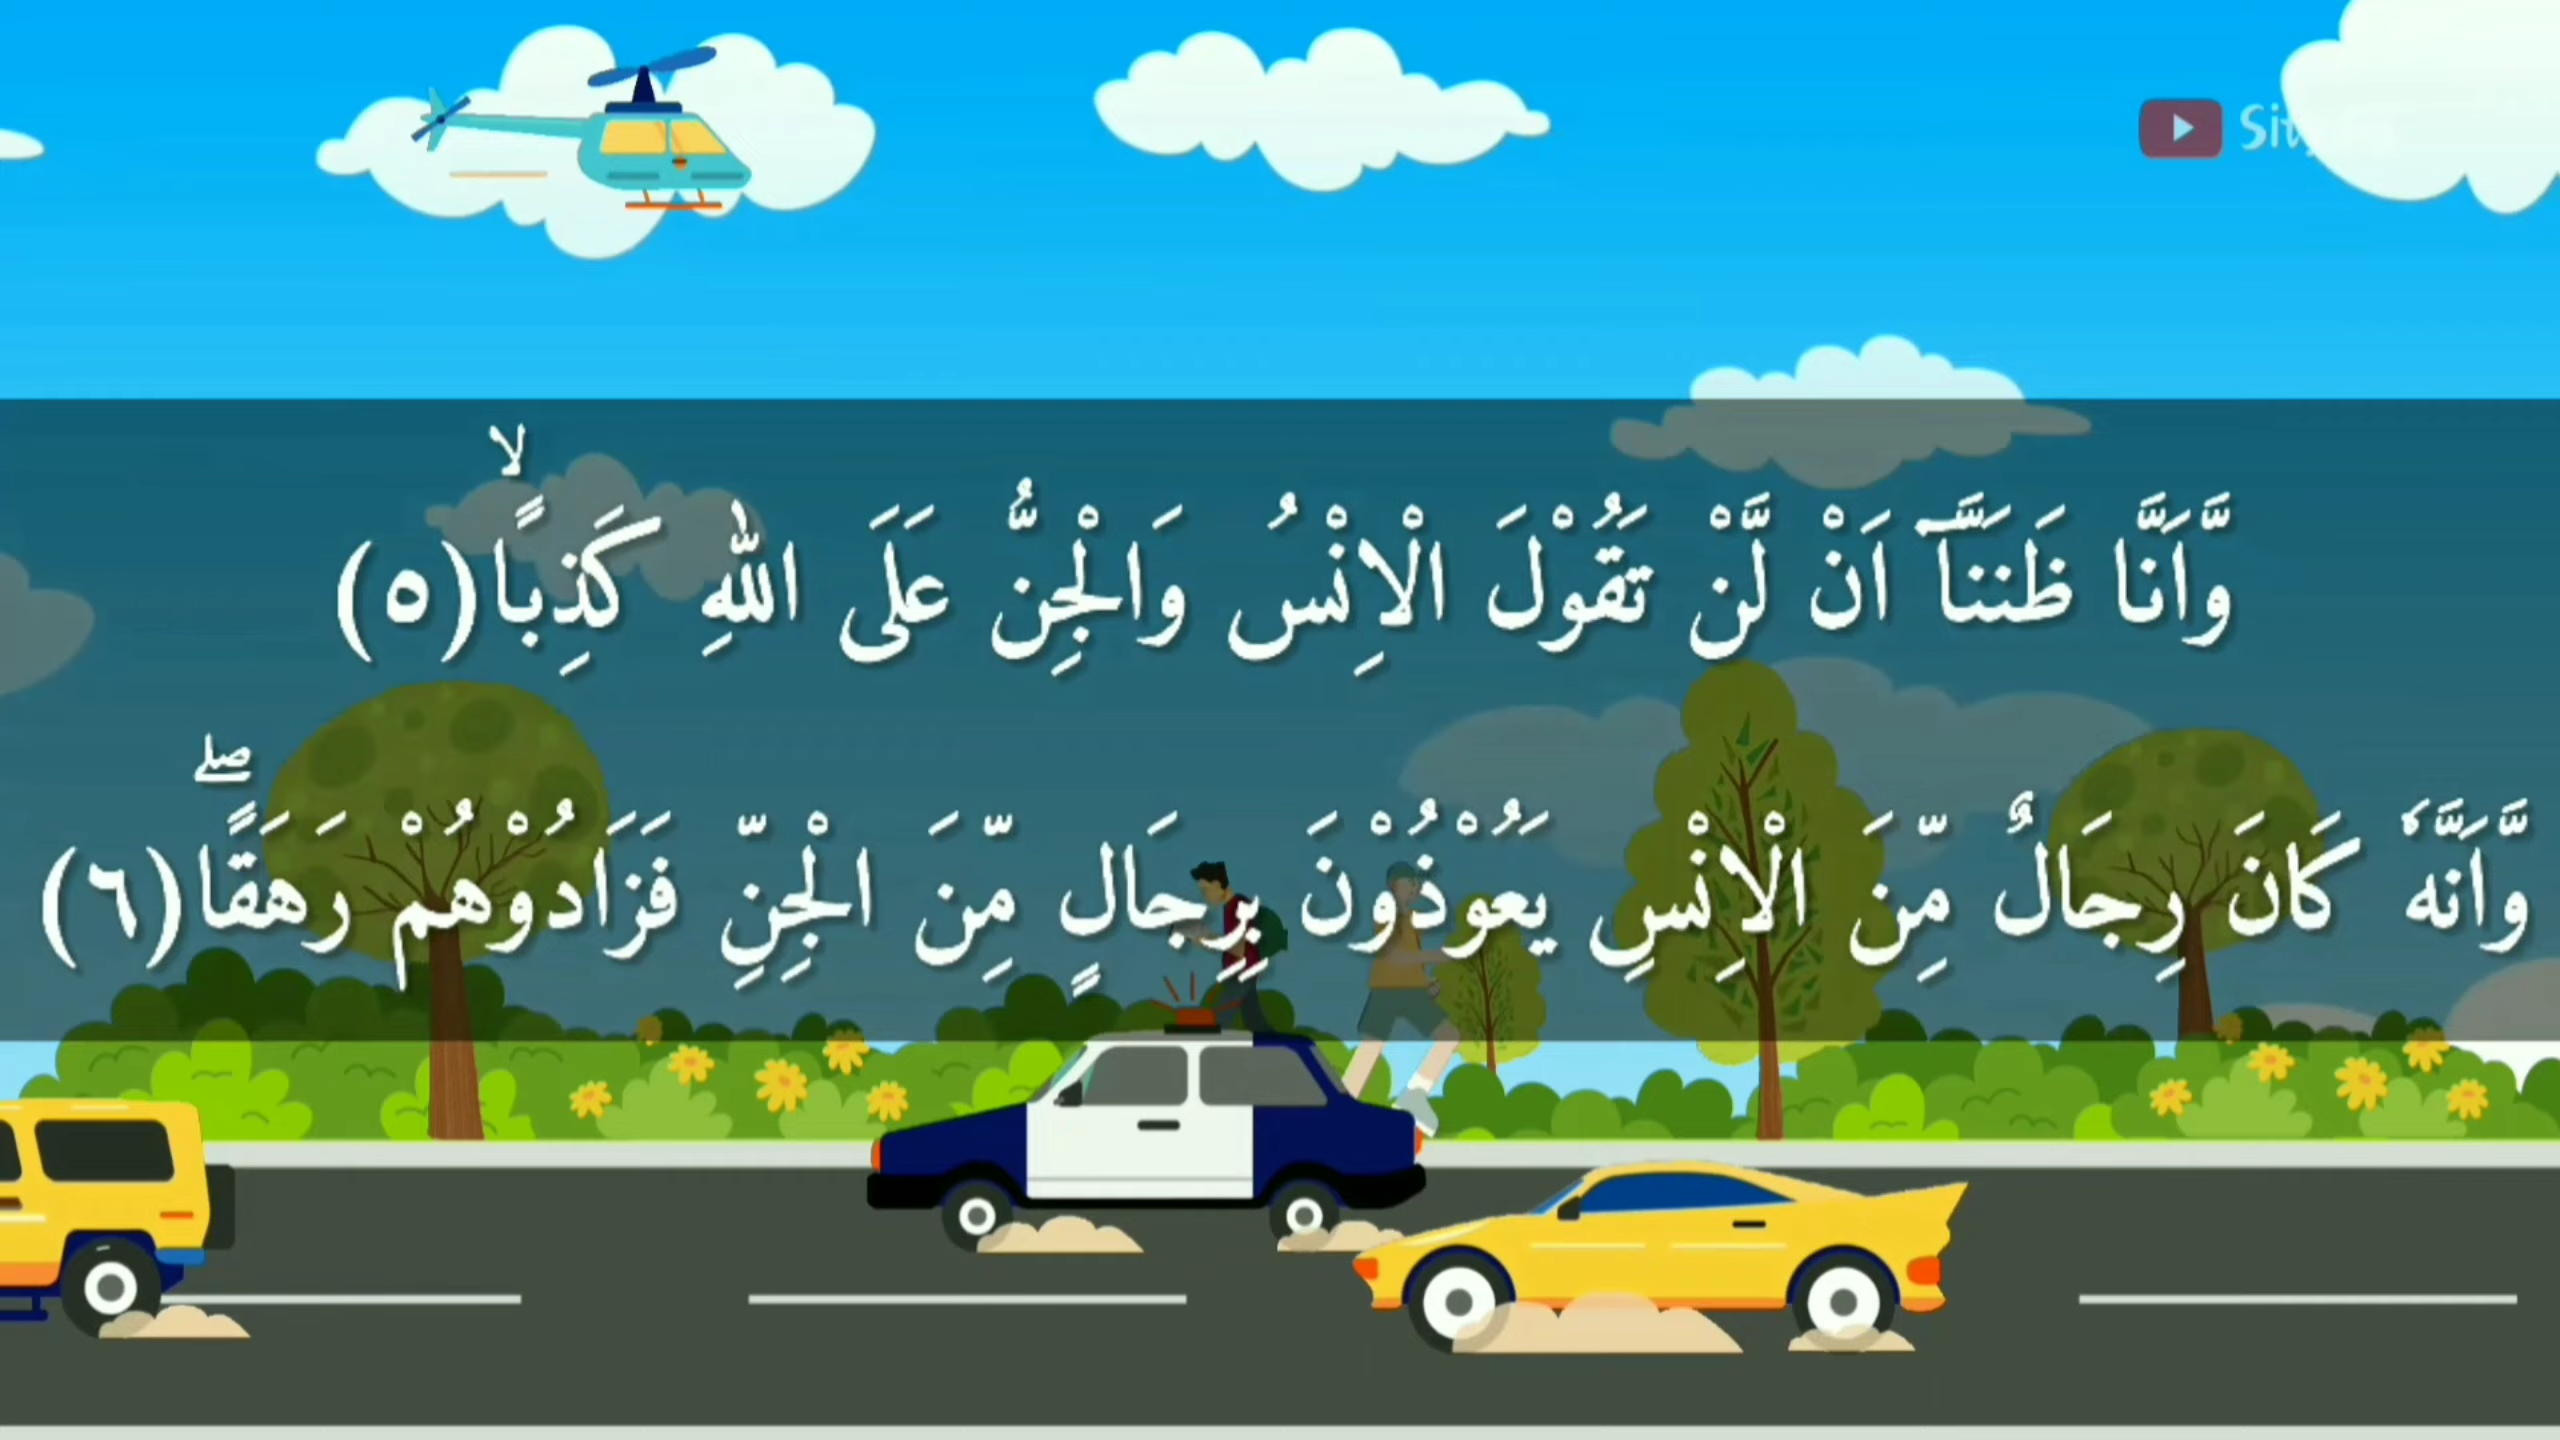 وَّاَنَّا ظَنَنَّآ اَنْ لَّنْ تَقُوْلَ الْاِنْسُ وَالْجِنُّ عَلَى اللّٰهِ كَذِبًاۙ(٥)
وَّاَنَّهٗ كَانَ رِجَالٌ مِّنَ الْاِنْسِ يَعُوْذُوْنَ بِرِجَالٍ مِّنَ الْجِنِّ فَزَادُوْهُمْ رَهَقًاۖ(٦)